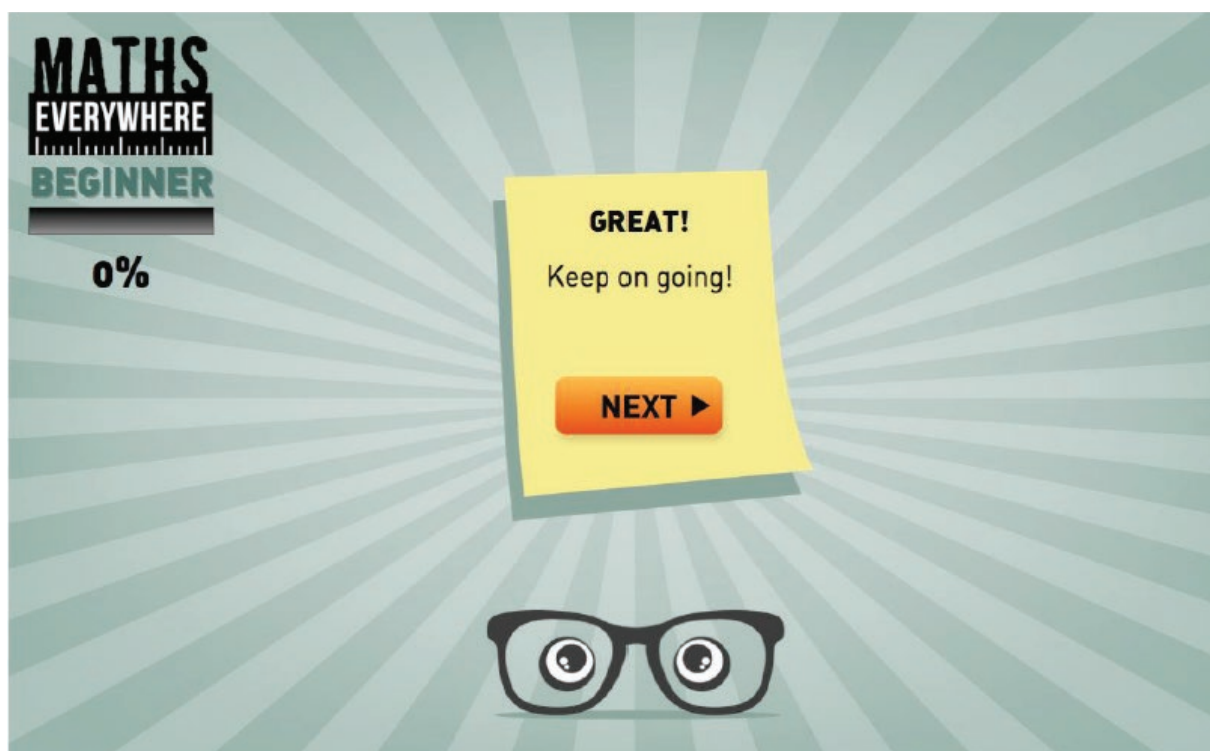 MATHS
EVERYWHERE
BEGINNER
0%
GREAT!
Keep on going!
NEXT